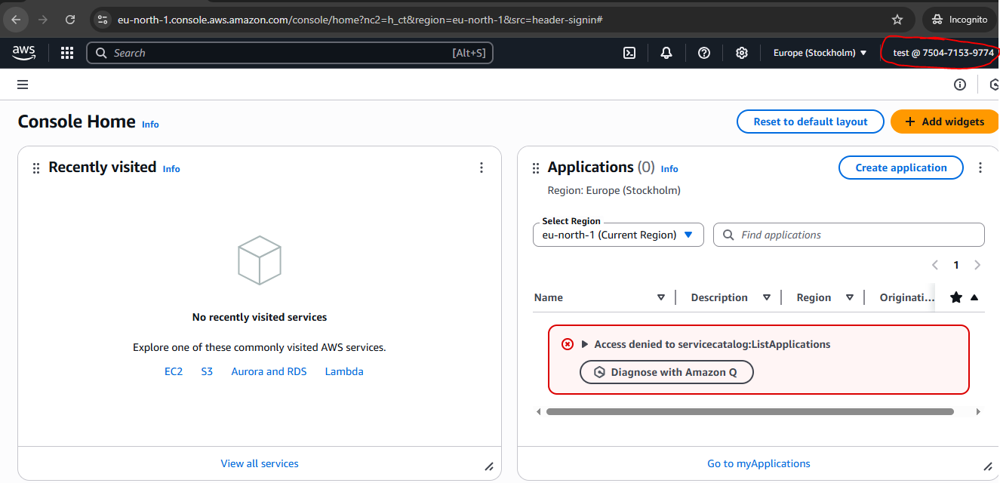 eu-north-1.console.aws.amazon.com/console/home?nc2=h_ct&region=eu-north-1&src=header-signin#
Incognito
aws
Search [Alt+S]
Europe (Stockholm)
test @ 7504-7153-9774
Console Home Info
Reset to default layout
Add widgets
Recently visited Info
No recently visited services
Explore one of these commonly visited AWS services.
EC2 S3 Aurora and RDS Lambda
View all services
Applications (0) Info
Create application
Region: Europe (Stockholm)
Select Region
eu-north-1 (Current Region)
Find applications
1
Name Description Region Originati...
Access denied to servicecatalog:ListApplications
Diagnose with Amazon Q
Go to myApplications